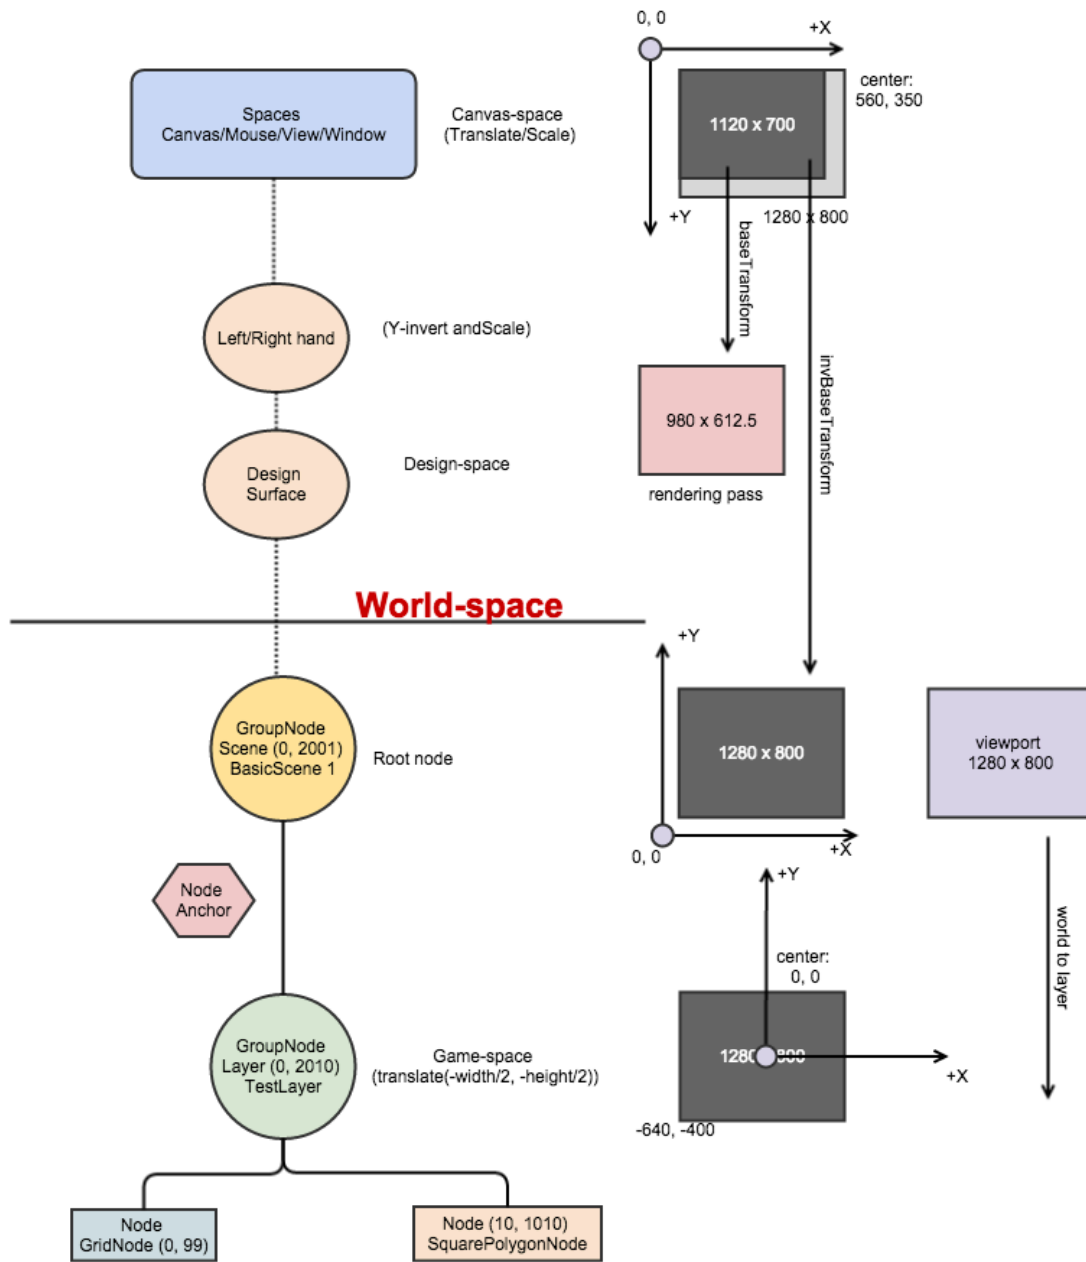 0, 0
+X
Spaces
Canvas/Mouse/View/Window
Canvas-space
(Translate/Scale)
1120 x 700
center:
560, 350
+Y
1280 x 800
baseTransform
invBaseTransform
Left/Right hand
(Y-invert andScale)
980 x 612.5
rendering pass
Design
Surface
Design-space
World-space
+Y
GroupNode
Scene (0, 2001)
BasicScene 1
Root node
1280 x 800
viewport
1280 x 800
0, 0
+X
Node
Anchor
+Y
world to layer
center:
0, 0
GroupNode
Layer (0, 2010)
TestLayer
Game-space
(translate(-width/2, -height/2))
1280 x 800
+X
-640, -400
Node
GridNode (0, 99)
Node (10, 1010)
SquarePolygonNode